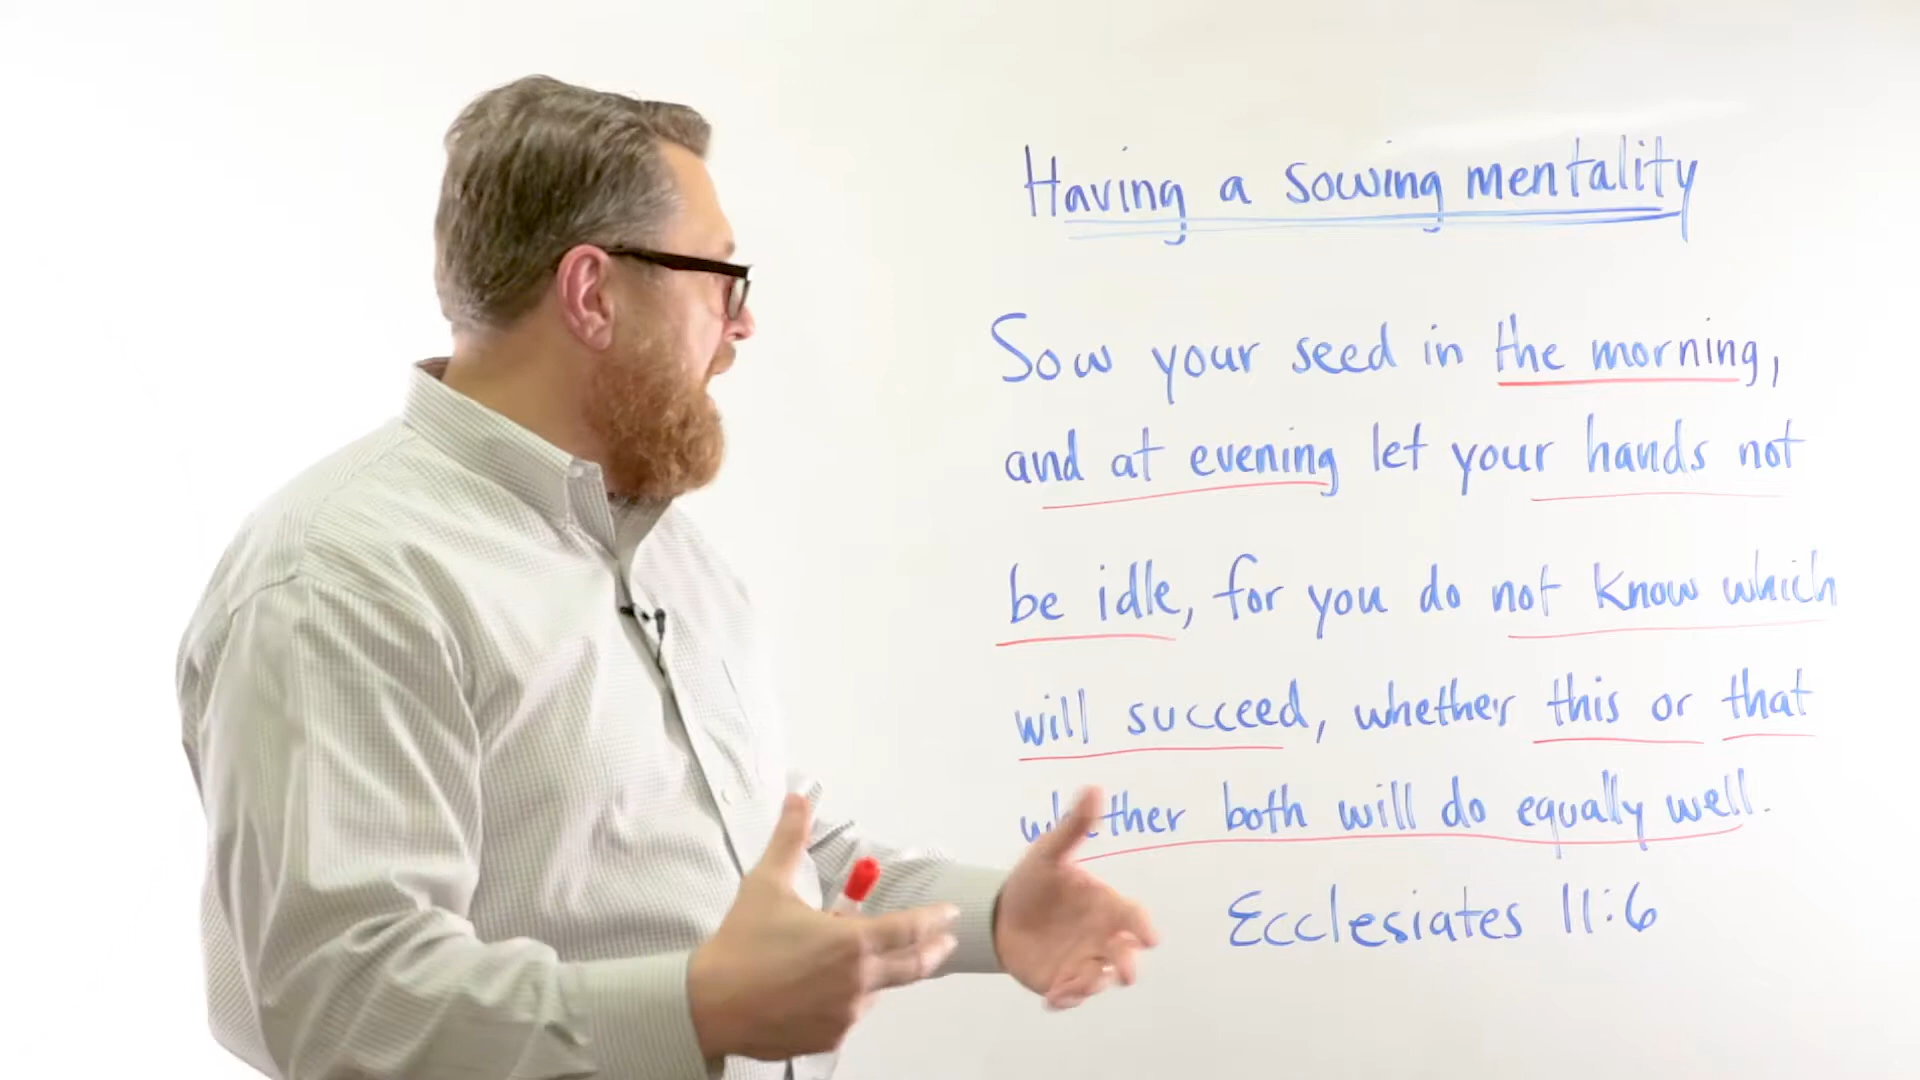 Having a sowing mentality
Sow your seed in the morning,
and at evening let your hands not
be idle, for you do not know which
will succeed, whether this or that
whether both will do equally well.
Ecclesiates 11:6